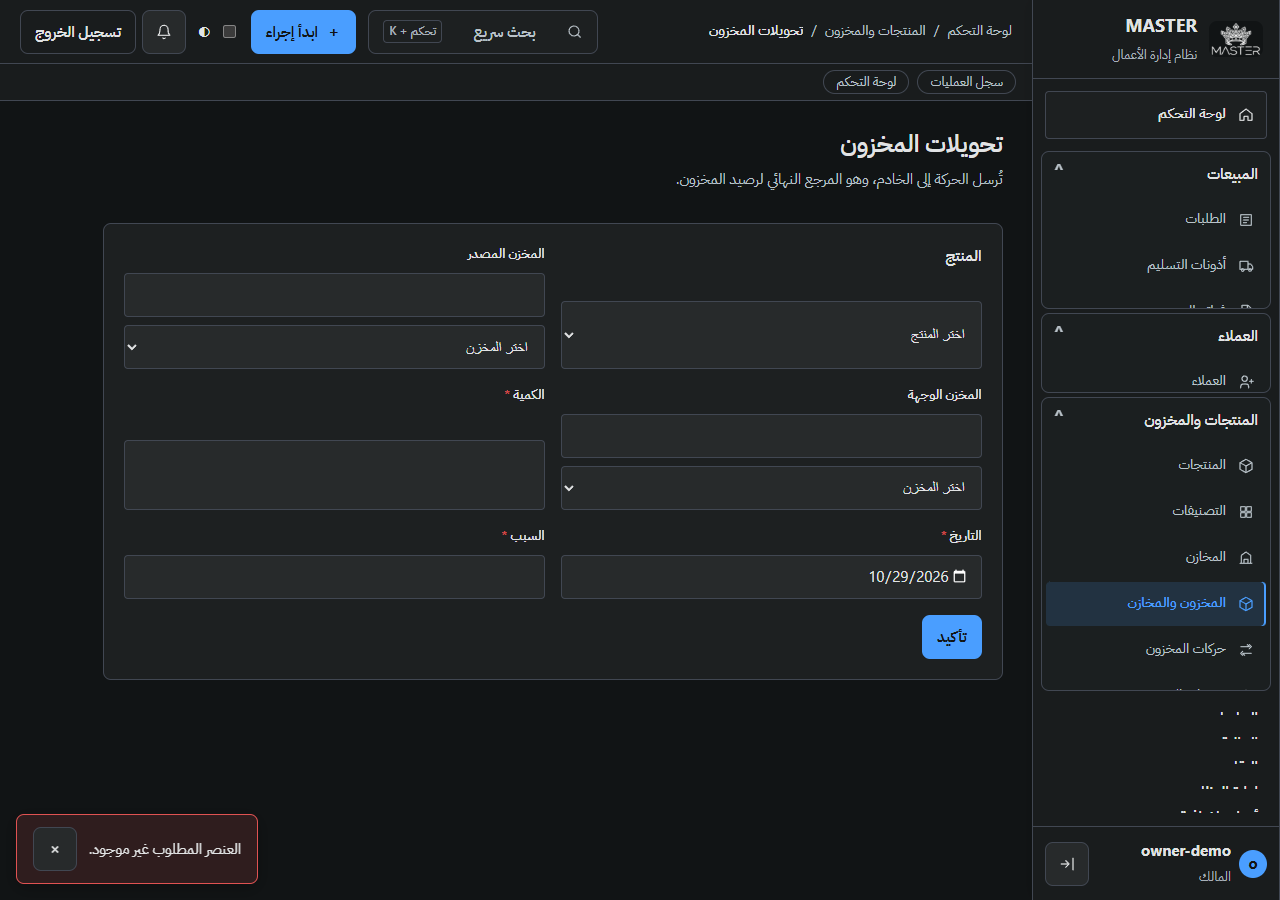 MASTER
نظام إدارة الأعمال
MASTER
لوحة التحكم
المبيعات
^
الطلبات
أذونات التسليم
العملاء
^
العملاء
المنتجات والمخزون
^
المنتجات
التصنيفات
المخازن
المخزون والمخازن
حركات المخزون
owner-demo
المالك
o
لوحة التحكم / المنتجات والمخزون / تحويلات المخزون
بحث سريع
تحكم + K
+ ابدأ إجراء
تسجيل الخروج
سجل العمليات
لوحة التحكم
تحويلات المخزون
تُرسل الحركة إلى الخادم، وهو المرجع النهائي لرصيد المخزون.
المنتج
اختر المنتج
المخزن المصدر
اختر المخزن
المخزن الوجهة
اختر المخزن
الكمية *
التاريخ *
10/29/2026
السبب *
تأكيد
العنصر المطلوب غير موجود.
×